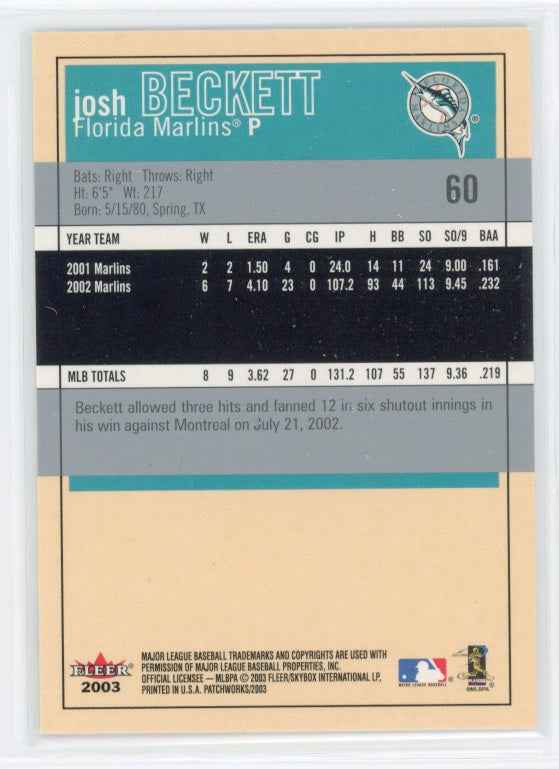 josh BECKETT
Florida Marlins® P
Bats: Right Throws: Right
Ht: 6'5" Wt: 217
Born: 5/15/80, Spring, TX
60
YEAR TEAM W L ERA G CG IP H BB SO SO/9 BAA
2001 Marlins 2 2 1.50 4 0 24.0 14 11 24 9.00 .161
2002 Marlins 6 7 4.10 23 0 107.2 93 44 113 9.45 .232
MLB TOTALS 8 9 3.62 27 0 131.2 107 55 137 9.36 .219
Beckett allowed three hits and fanned 12 in six shutout innings in
his win against Montreal on July 21, 2002.
FLEER
2003
MAJOR LEAGUE BASEBALL TRADEMARKS AND COPYRIGHTS ARE USED WITH
PERMISSION OF MAJOR LEAGUE BASEBALL PROPERTIES, INC.
OFFICIAL LICENSEE – MLBPA © 2003 FLEER/SKYBOX INTERNATIONAL LP,
PRINTED IN U.S.A. PATCHWORKS/2003
MAJOR LEAGUE BASEBALL
©MLBPA